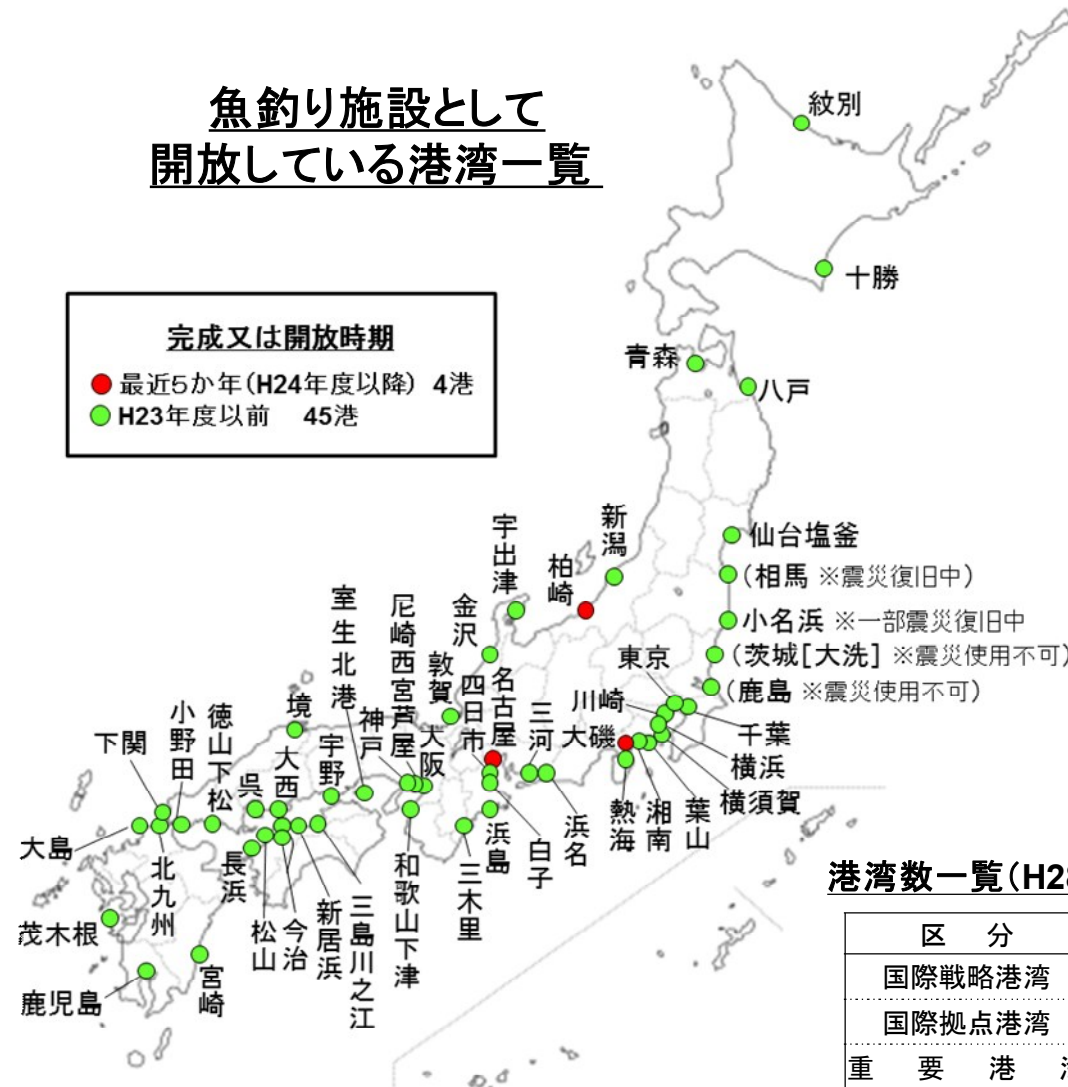 魚釣り施設として
開放している港湾一覧
完成又は開放時期
最近5か年(H24年度以降) 4港
H23年度以前 45港
紋別
十勝
青森
八戸
仙台塩釜
(相馬 ※震災復旧中)
小名浜 ※一部震災復旧中
(茨城[大洗] ※震災使用不可)
(鹿島 ※震災使用不可)
新潟
柏崎
宇出津
金沢
敦賀
東京
川崎
大磯
千葉
横浜
横須賀
葉山
湘南
熱海
三河
浜名
名古屋
四日市
白子
浜島
三木里
大阪
尼崎西宮芦屋
神戸
和歌山下津
室生北港
宇野
境
大西
呉
徳山下松
小野田
下関
大島
北九州
長浜
松山
今治
新居浜
三島川之江
茂木根
鹿児島
宮崎
港湾数一覧(H28
区 分
国際戦略港湾
国際拠点港湾
重 要 港